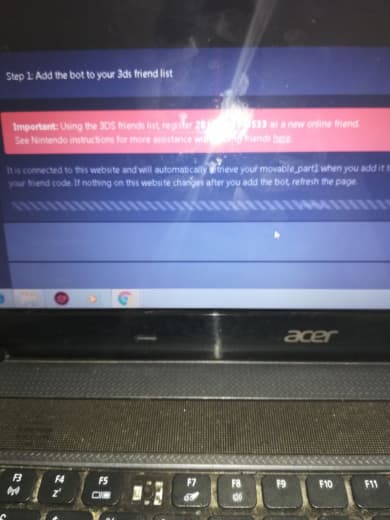 Step 1: Add the bot to your 3ds friend list
Important: Using the 3DS friends list, register 533 as a new online friend.
See Nintendo instructions for more assistance friends here
It is connected to this website and will automatically retrieve your movable_part1 when you add it
your friend code. If nothing on this website changes after you add the bot, refresh the page.
acer
F3 F4 F5 F7 F8 F9 F10 F11